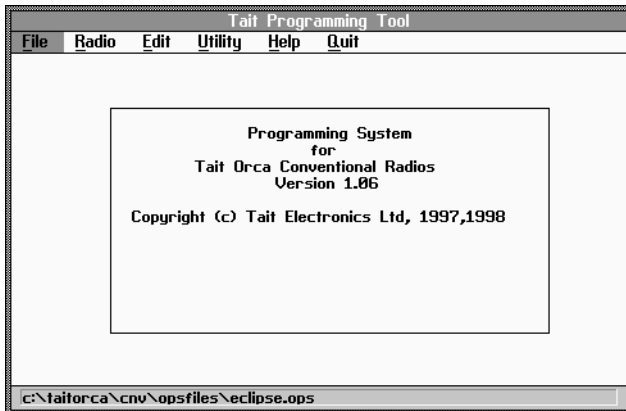 Tait Programming Tool
File Radio Edit Utility Help Quit
Programming System
for
Tait Orca Conventional Radios
Version 1.06
Copyright (c) Tait Electronics Ltd, 1997,1998
c:\taitorca\cnv\opsfiles\eclipse.ops